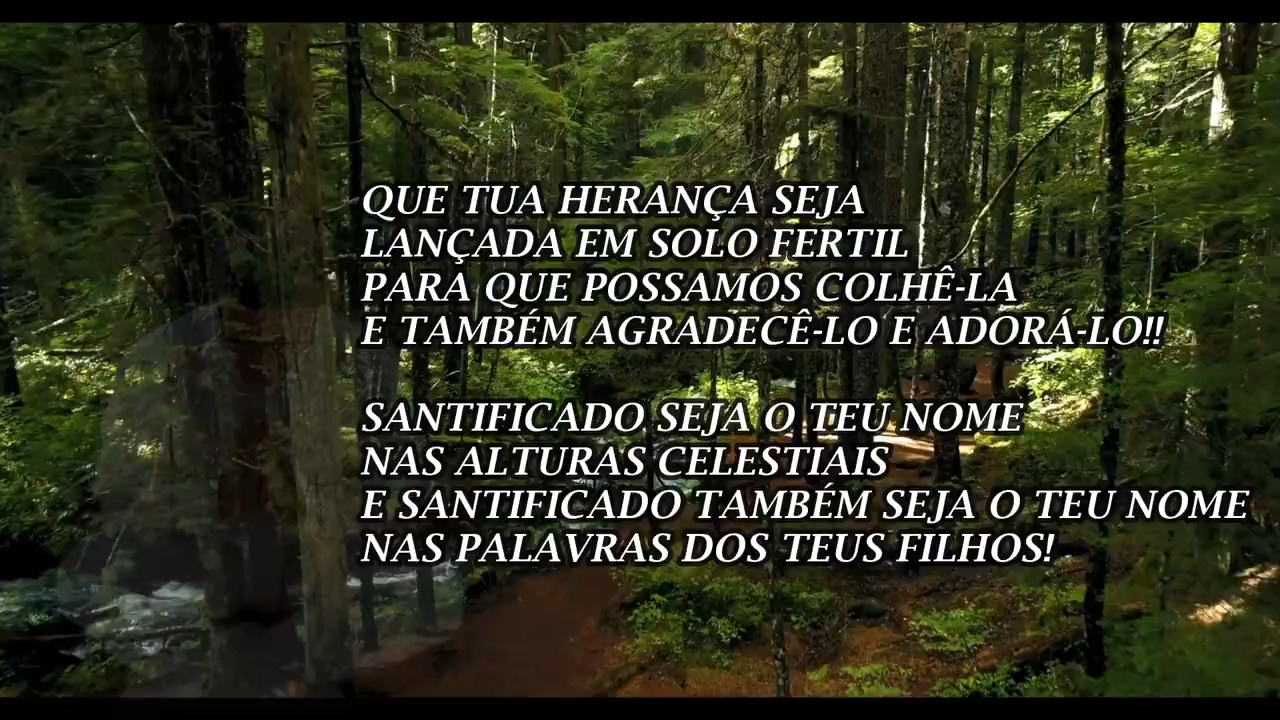 QUE TUA HERANÇA SEJA
LANÇADA EM SOLO FERTIL
PARA QUE POSSAMOS COLHÊ-LA
E TAMBÉM AGRADECÊ-LO E ADORÁ-LO!!
SANTIFICADO SEJA O TEU NOME
NAS ALTURAS CELESTIAIS
E SANTIFICADO TAMBÉM SEJA O TEU NOME
NAS PALAVRAS DOS TEUS FILHOS!